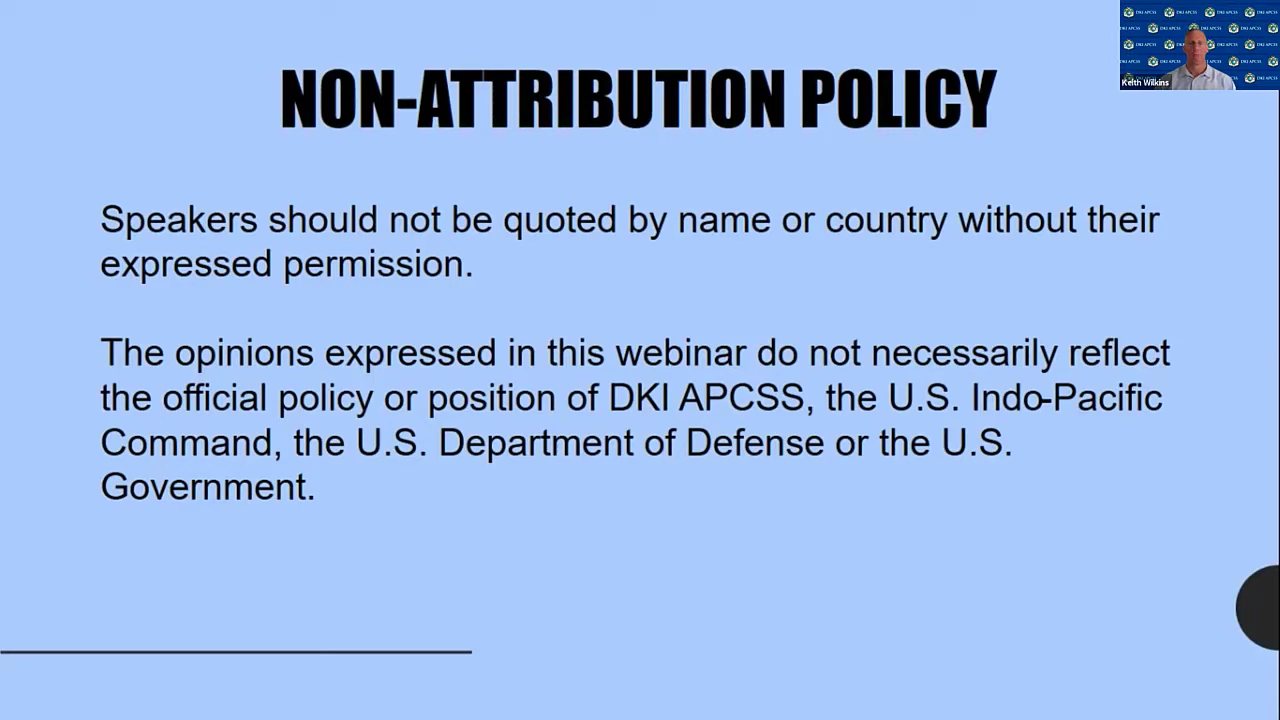 NON-ATTRIBUTION POLICY
Speakers should not be quoted by name or country without their
expressed permission.
The opinions expressed in this webinar do not necessarily reflect
the official policy or position of DKI APCSS, the U.S. Indo-Pacific
Command, the U.S. Department of Defense or the U.S.
Government.
DKI APCSS
Keith Wilkins